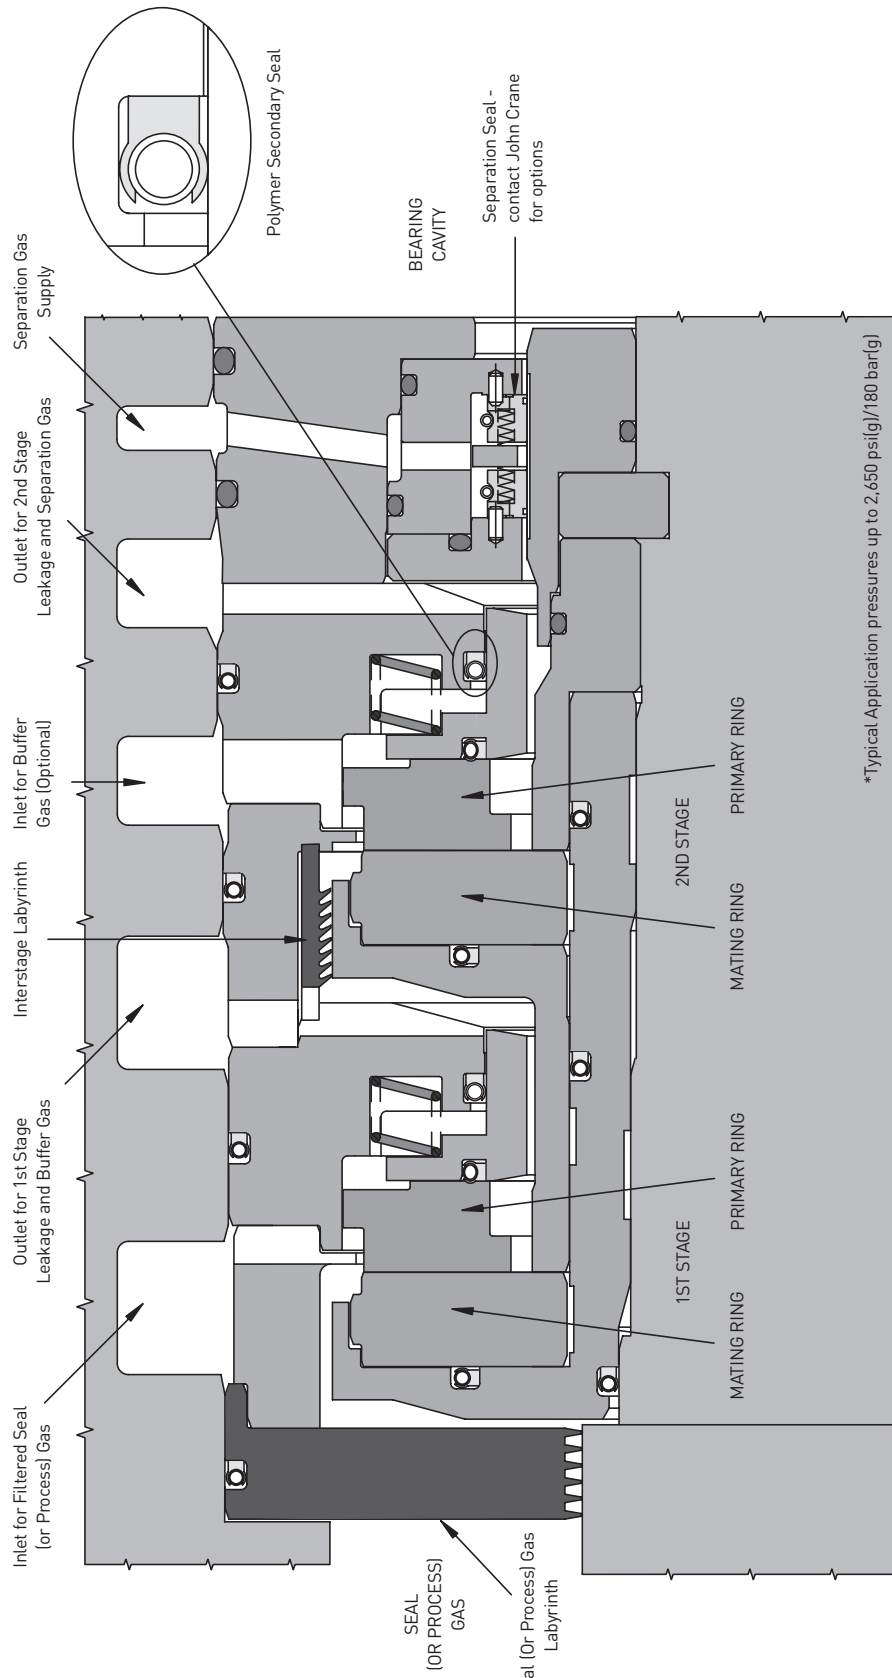 Inlet for Filtered Seal
(or Process) Gas
Outlet for 1st Stage
Leakage and Buffer Gas
Interstage Labyrinth
Inlet for Buffer
Gas (Optional)
Outlet for 2nd Stage
Leakage and Separation Gas
Separation Gas
Supply
Polymer Secondary Seal
SEAL
(OR PROCESS)
GAS
al (Or Process) Gas
Labyrinth
BEARING
CAVITY
Separation Seal -
contact John Crane
for options
1ST STAGE
2ND STAGE
MATING RING
PRIMARY RING
MATING RING
PRIMARY RING
*Typical Application pressures up to 2,650 psi(g)/180 bar(g)